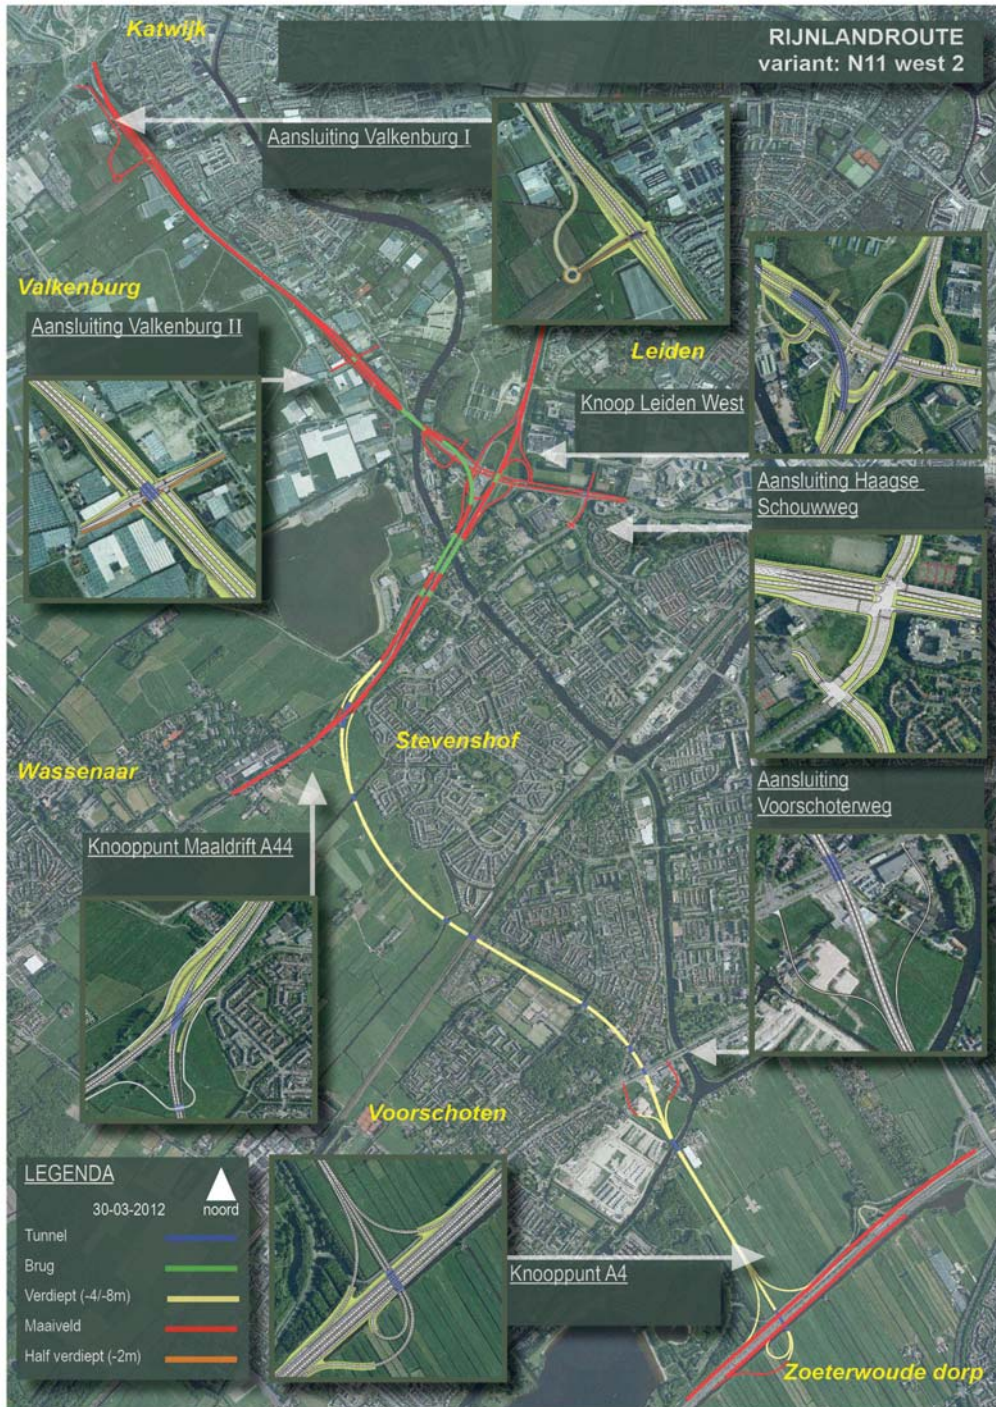 Katwijk
RIJNLANDROUTE
variant: N11 west 2
Aansluiting Valkenburg I
Valkenburg
Aansluiting Valkenburg II
Leiden
Knoop Leiden West
Aansluiting Haagse
Schouwweg
Stevenshof
Wassenaar
Aansluiting
Voorschoterweg
Knooppunt Maaldrift A44
Voorschoten
LEGENDA
30-03-2012
noord
Tunnel
Brug
Verdiept (-4/-8m)
Maaiveld
Half verdiept (-2m)
Knooppunt A4
Zoeterwoude dorp